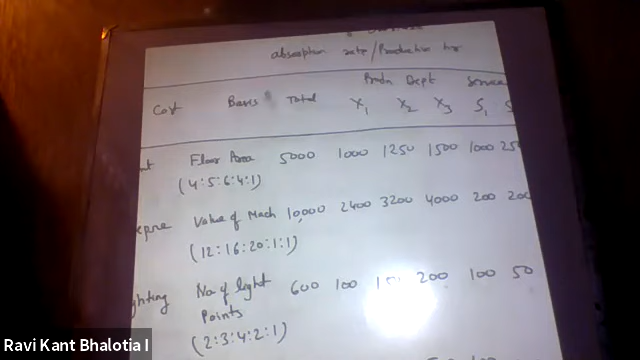 absorption rate/Production hr
Prodn Dept
Cost Basis Total X1 X2 X3 S1 S
Floor Area 5000 1000 1250 1500 1000 250
(4:5:6:4:1)
Value of Mach 10,000 2400 3200 4000 200 200
(12:16:20:1:1)
No of light 600 100 200 100 50
Points
(2:3:4:2:1)
Ravi Kant Bhalotia I